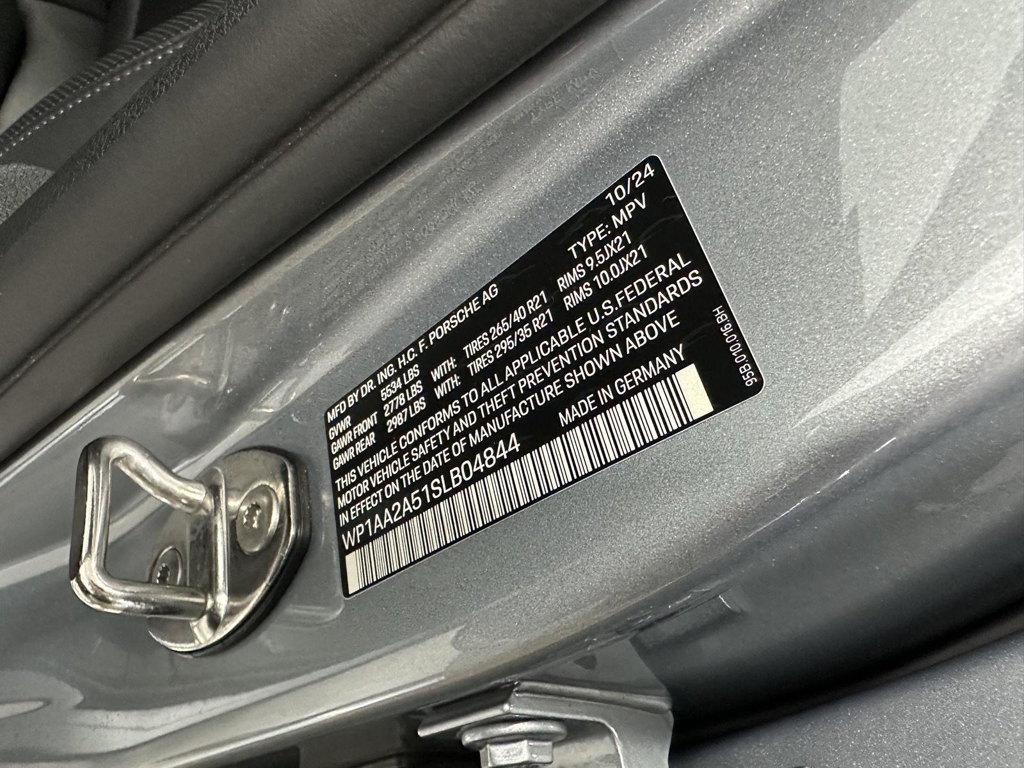 MFD BY DR. ING. H.C. F. PORSCHE AG 10/24
GVWR 5534 LBS TYPE: MPV
GAWR FRONT 2778 LBS WITH: TIRES 265/40 R21 RIMS 9.5JX21
GAWR REAR 2987 LBS WITH: TIRES 295/35 R21 RIMS 10.0JX21
THIS VEHICLE CONFORMS TO ALL APPLICABLE U.S.FEDERAL
MOTOR VEHICLE SAFETY AND THEFT PREVENTION STANDARDS
IN EFFECT ON THE DATE OF MANUFACTURE SHOWN ABOVE
WP1AA2A51SLB04844 MADE IN GERMANY
95B.010.016.BH